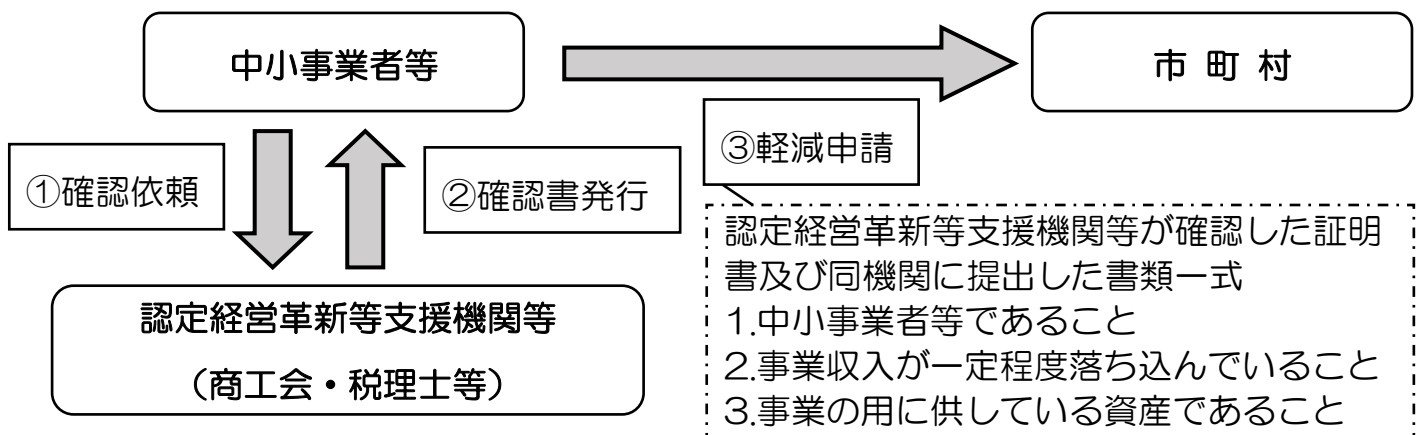 中小事業者等
市町村
①確認依頼
②確認書発行
③軽減申請
認定経営革新等支援機関等
（商工会・税理士等）
認定経営革新等支援機関等が確認した証明
書及び同機関に提出した書類一式
1.中小事業者等であること
2.事業収入が一定程度落ち込んでいること
3.事業の用に供している資産であること